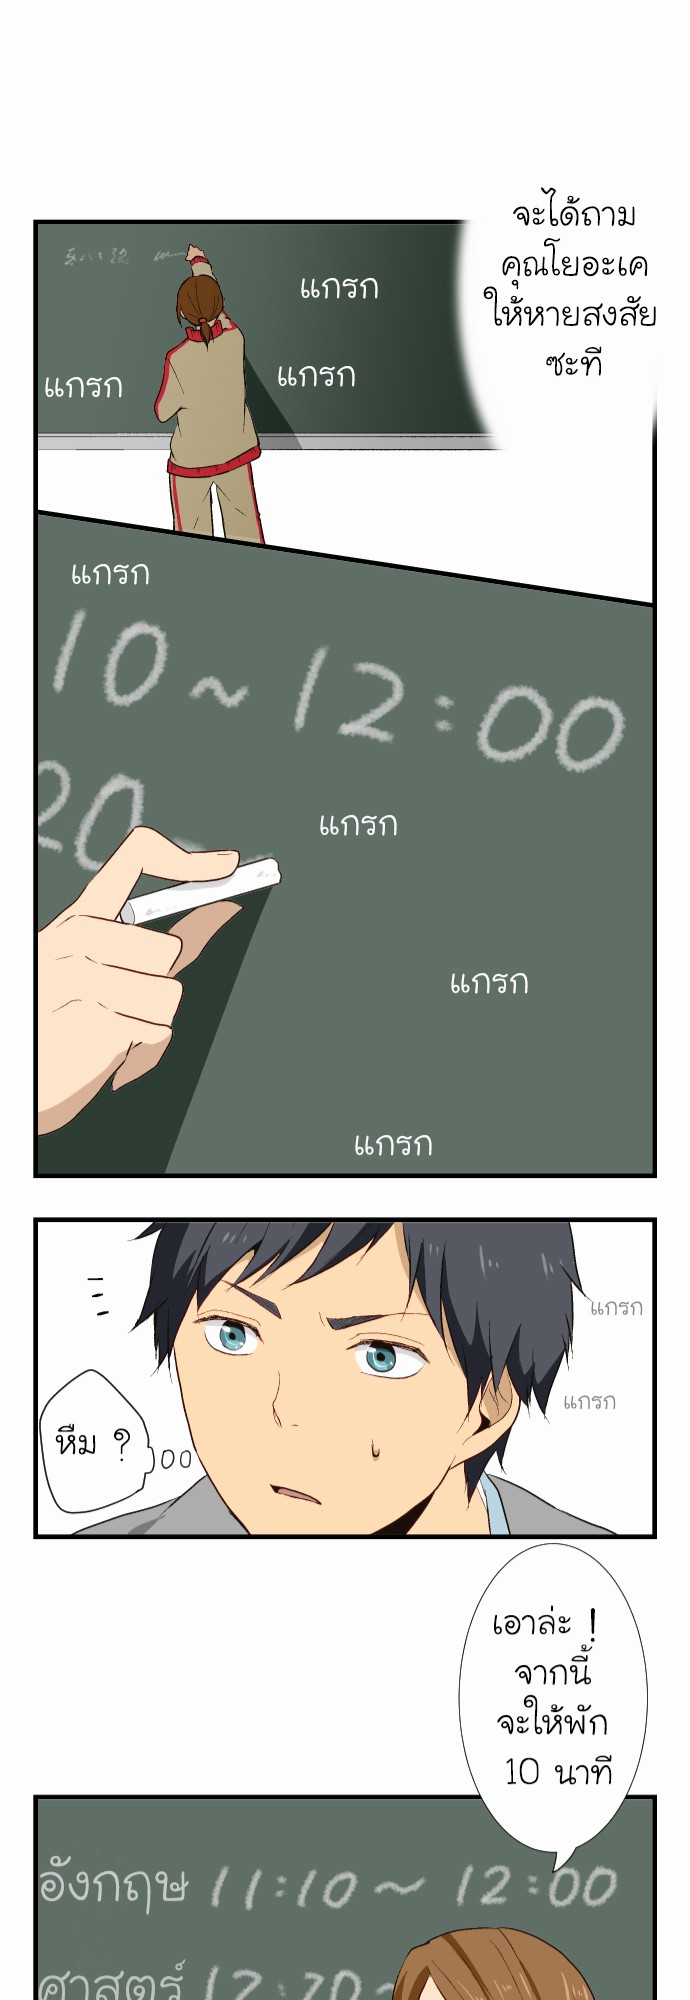 จะได้ถาม
คุณโยอะเค
ให้หายสงสัย
ซะที
แกรก
แกรก
แกรก
แกรก
10～12:00
20
แกรก
แกรก
แกรก
แกรก
แกรก
หืม ?
เอาล่ะ !
จากนี้
จะให้พัก
10 นาที
อังกฤษ 11:10～12:00
ศาสตร์ 12: